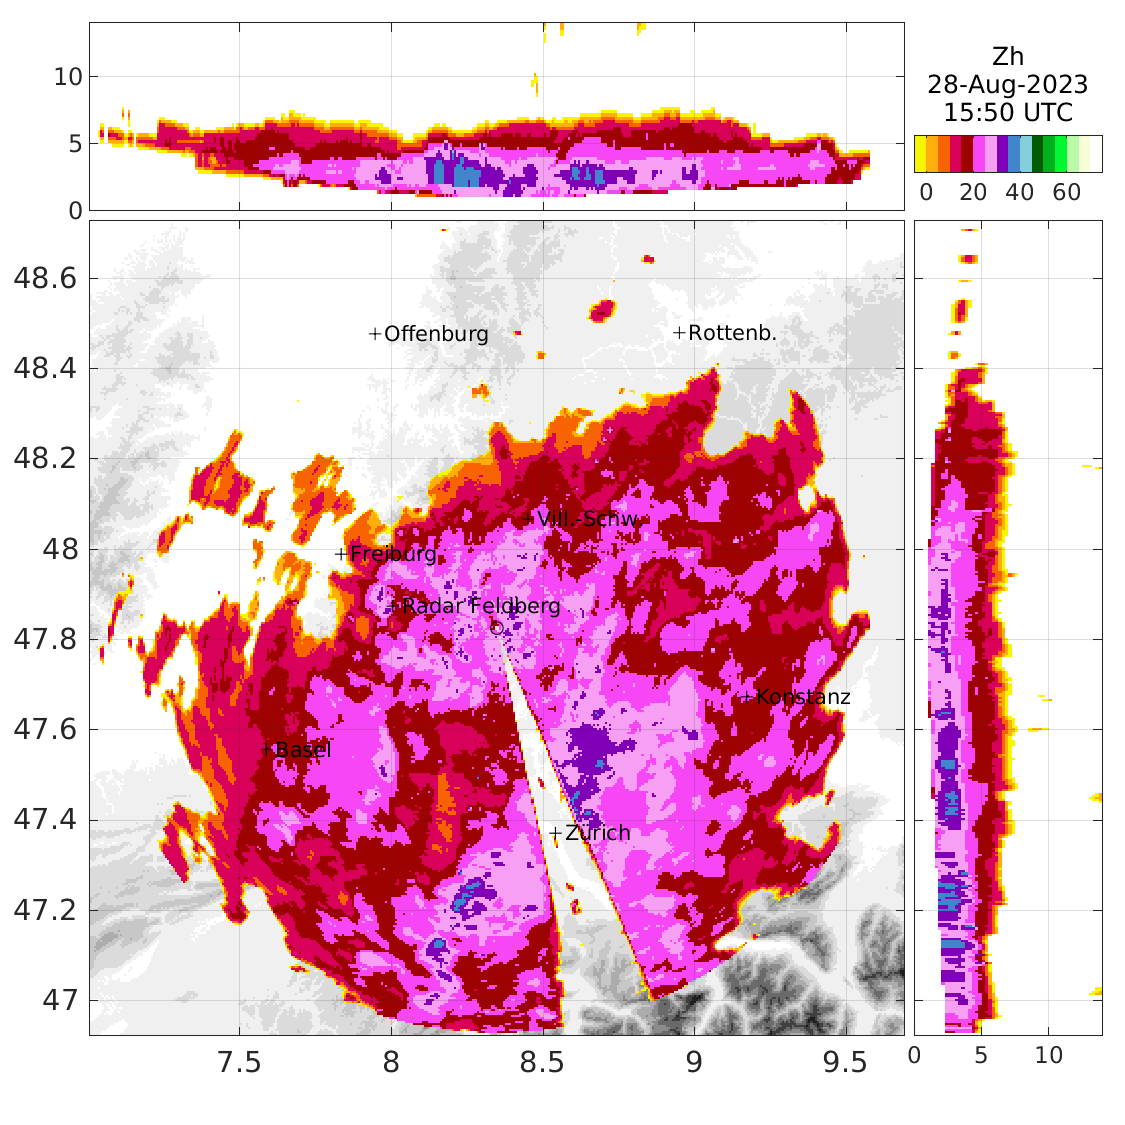 10
5
0
Zh
28-Aug-2023
15:50 UTC
0 20 40 60
48.6
48.4
48.2
48
47.8
47.6
47.4
47.2
47
+Offenburg
+Rottenb.
+Vill.-Schw.
+Freiburg
+Radar Feldberg
+Konstanz
+Basel
+Zürich
7.5 8 8.5 9 9.5
0 5 10